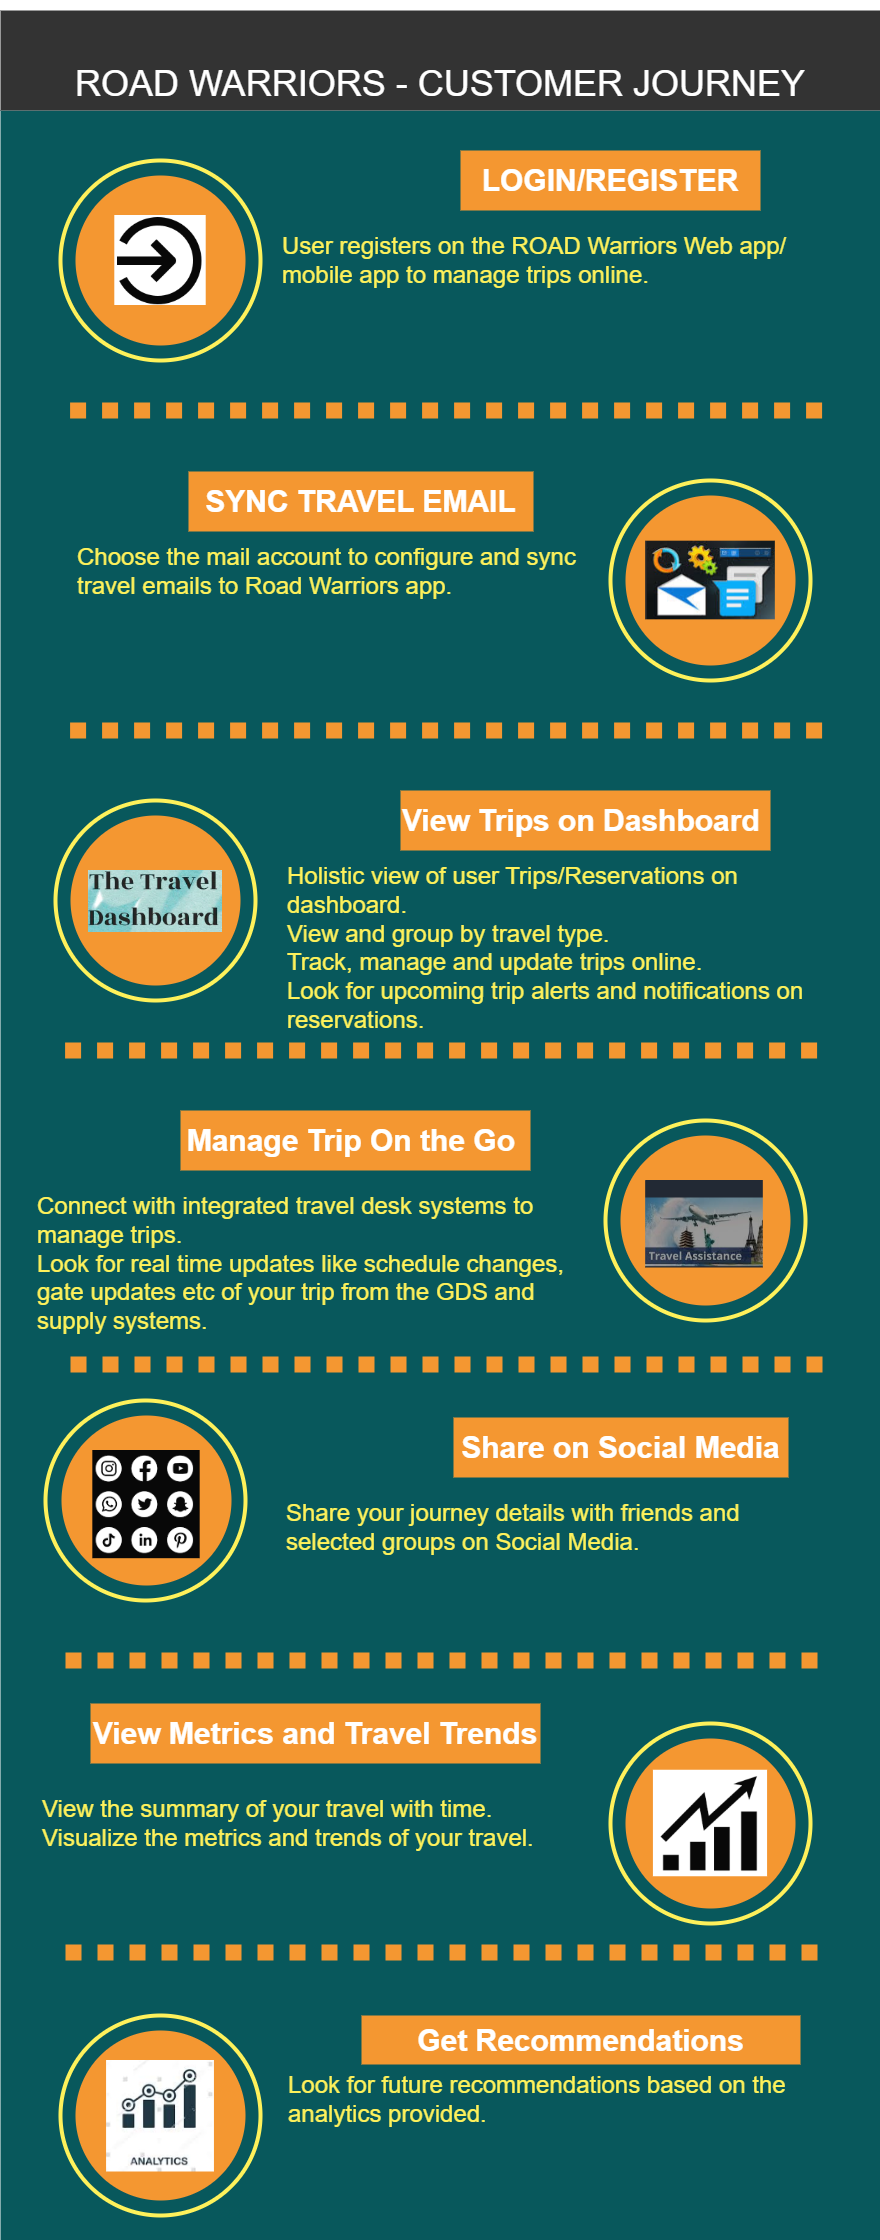 ROAD WARRIORS - CUSTOMER JOURNEY
LOGIN/REGISTER
User registers on the ROAD Warriors Web app/
mobile app to manage trips online.
SYNC TRAVEL EMAIL
Choose the mail account to configure and sync
travel emails to Road Warriors app.
View Trips on Dashboard
The Travel
Dashboard
Holistic view of user Trips/Reservations on
dashboard.
View and group by travel type.
Track, manage and update trips online.
Look for upcoming trip alerts and notifications on
reservations.
Manage Trip On the Go
Connect with integrated travel desk systems to
manage trips.
Look for real time updates like schedule changes,
gate updates etc of your trip from the GDS and
supply systems.
Travel Assistance
Share on Social Media
Share your journey details with friends and
selected groups on Social Media.
View Metrics and Travel Trends
View the summary of your travel with time.
Visualize the metrics and trends of your travel.
Get Recommendations
Look for future recommendations based on the
analytics provided.
ANALYTICS